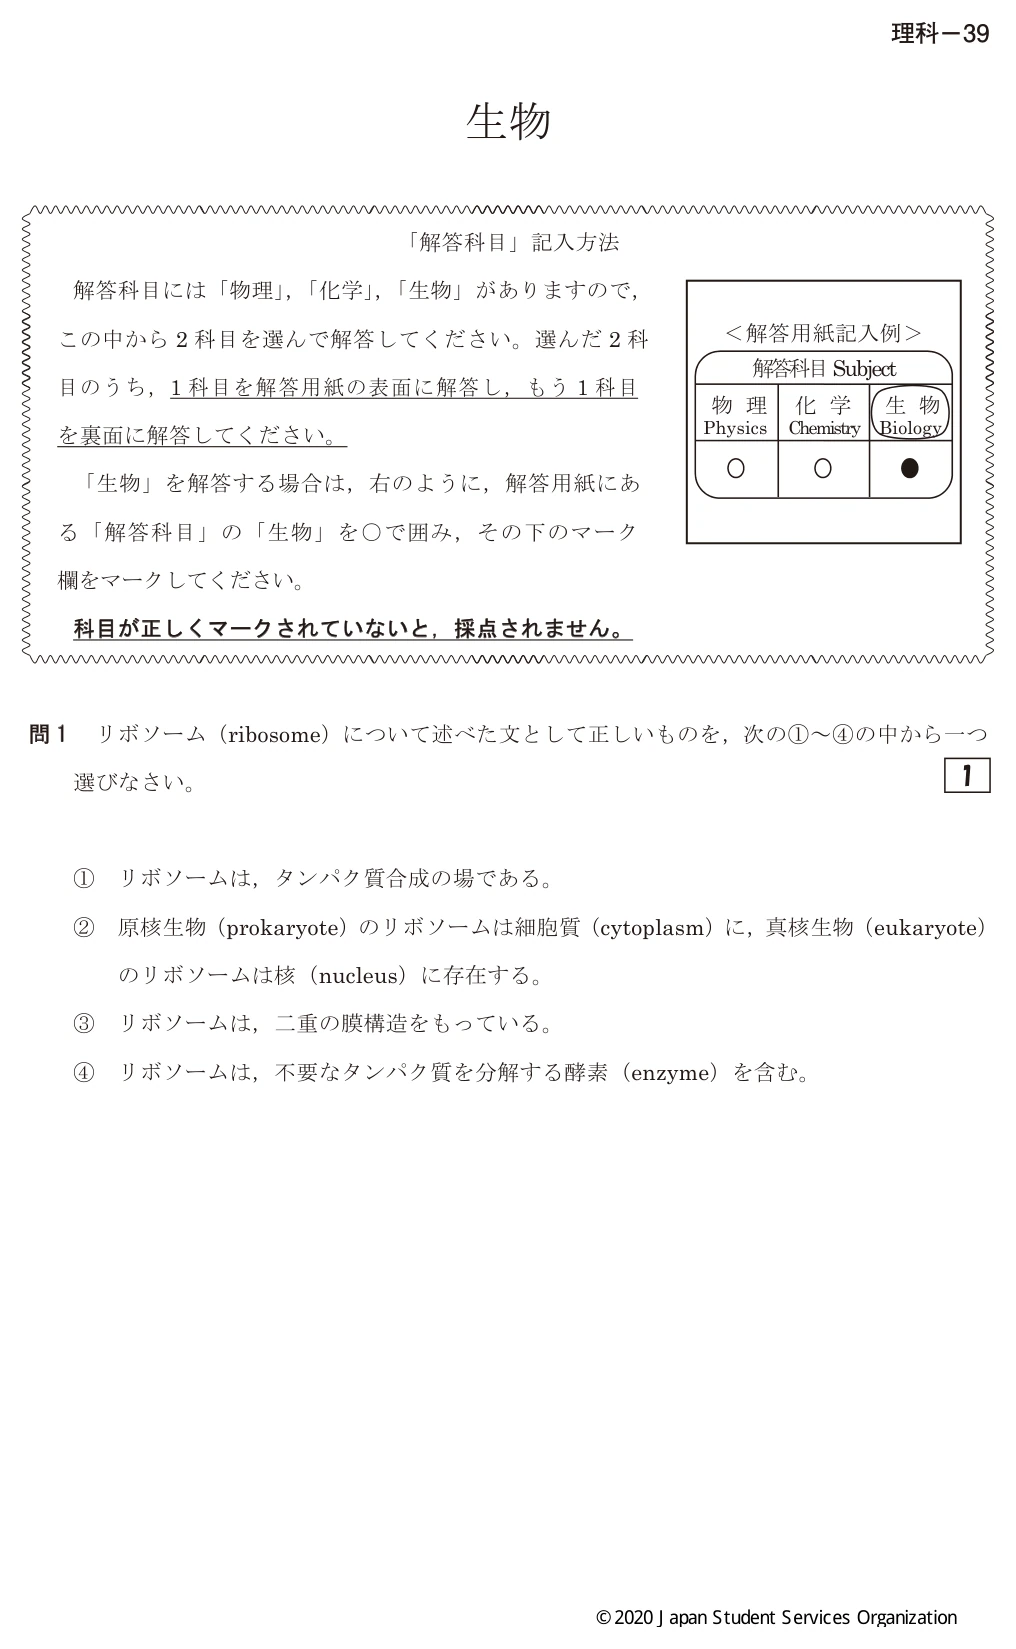 理科－39
生物
「解答科目」記入方法
解答科目には「物理」，「化学」，「生物」がありますので，
この中から 2 科目を選んで解答してください。選んだ 2 科
目のうち，1 科目を解答用紙の表面に解答し，もう 1 科目
を裏面に解答してください。
「生物」を解答する場合は，右のように，解答用紙にあ
る「解答科目」の「生物」を○で囲み，その下のマーク
欄をマークしてください。
科目が正しくマークされていないと，採点されません。
＜解答用紙記入例＞
解答科目 Subject
物 理 化 学 生 物
Physics Chemistry Biology
問1 リボソーム（ribosome）について述べた文として正しいものを，次の①～④の中から一つ
選びなさい。 1
① リボソームは，タンパク質合成の場である。
② 原核生物（prokaryote）のリボソームは細胞質（cytoplasm）に，真核生物（eukaryote）
のリボソームは核（nucleus）に存在する。
③ リボソームは，二重の膜構造をもっている。
④ リボソームは，不要なタンパク質を分解する酵素（enzyme）を含む。
© 2020 Japan Student Services Organization